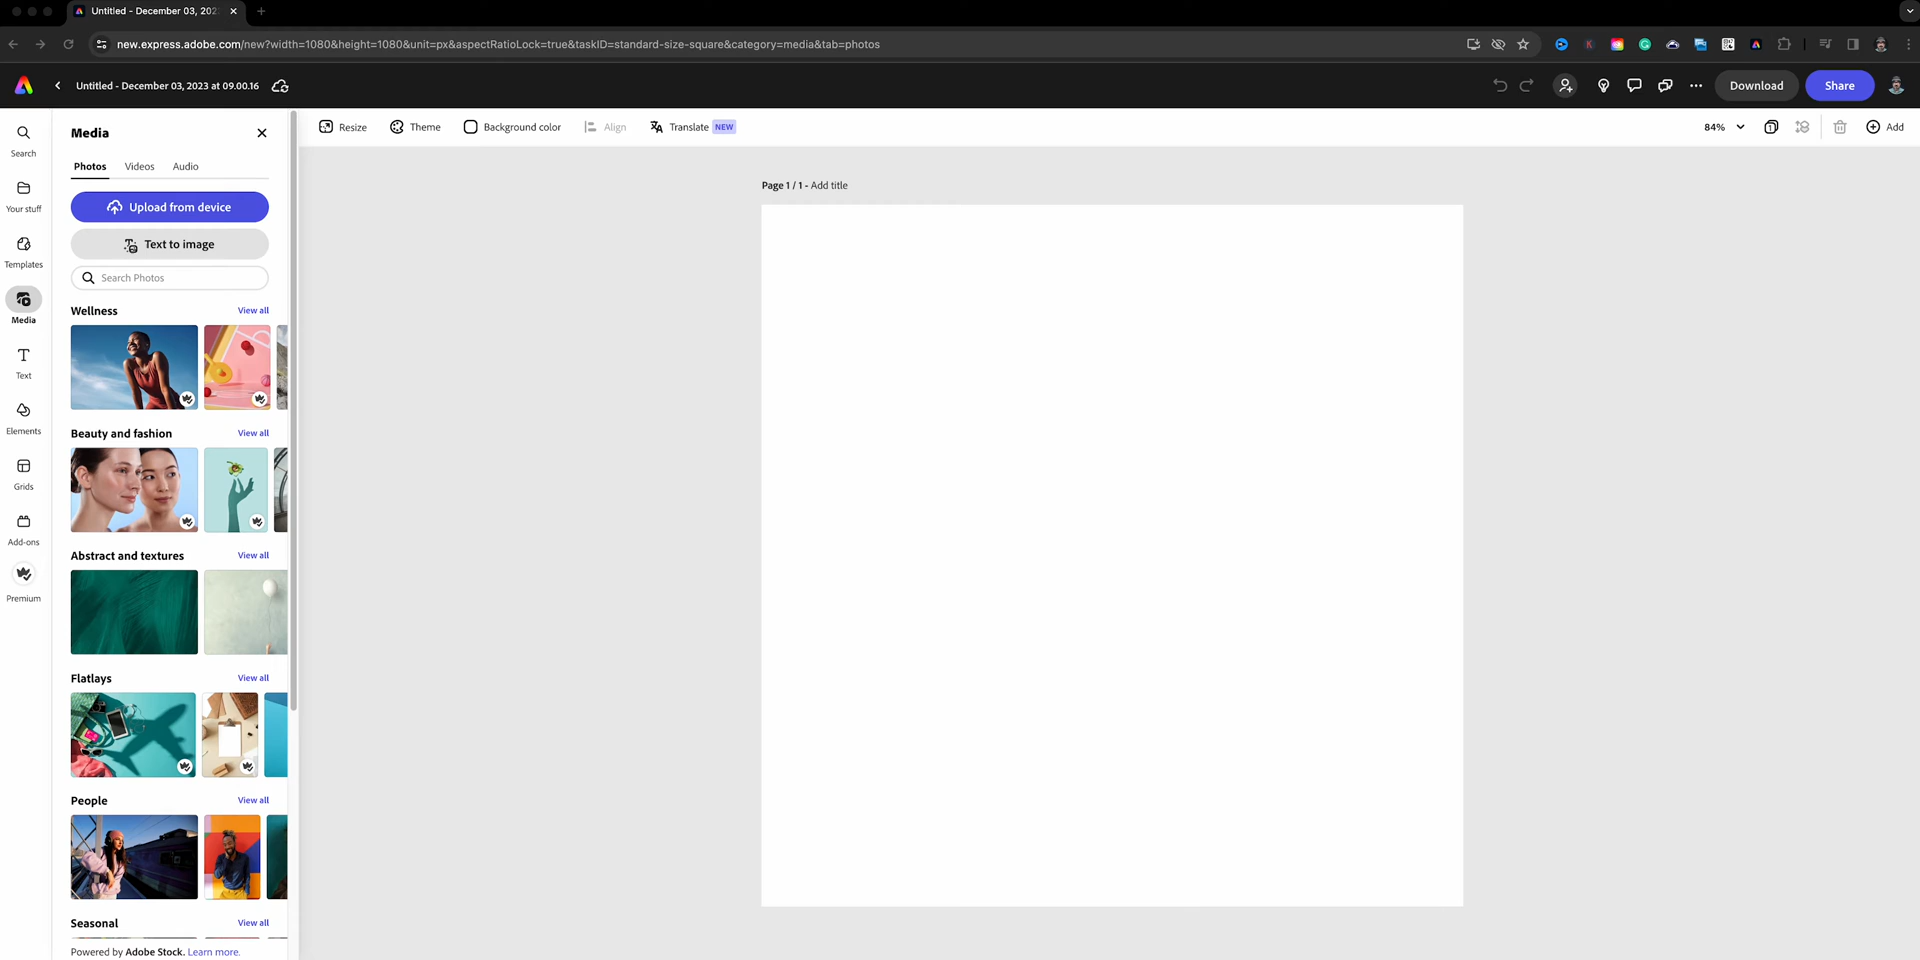 Untitled - December 03, 202
new.express.adobe.com/new?width=1080&height=1080&unit=px&aspectRatioLock=true&taskID=standard-size-square&category=media&tab=photos
Untitled - December 03, 2023 at 09.00.16
Download
Share
Search
Your stuff
Templates
Media
Text
Elements
Grids
Add-ons
Premium
Media
Photos Videos Audio
Upload from device
Text to image
Search Photos
Wellness View all
Beauty and fashion View all
Abstract and textures View all
Flatlays View all
People View all
Seasonal View all
Powered by Adobe Stock. Learn more.
Resize Theme Background color Align Translate NEW
84%
Add
Page 1 / 1 - Add title